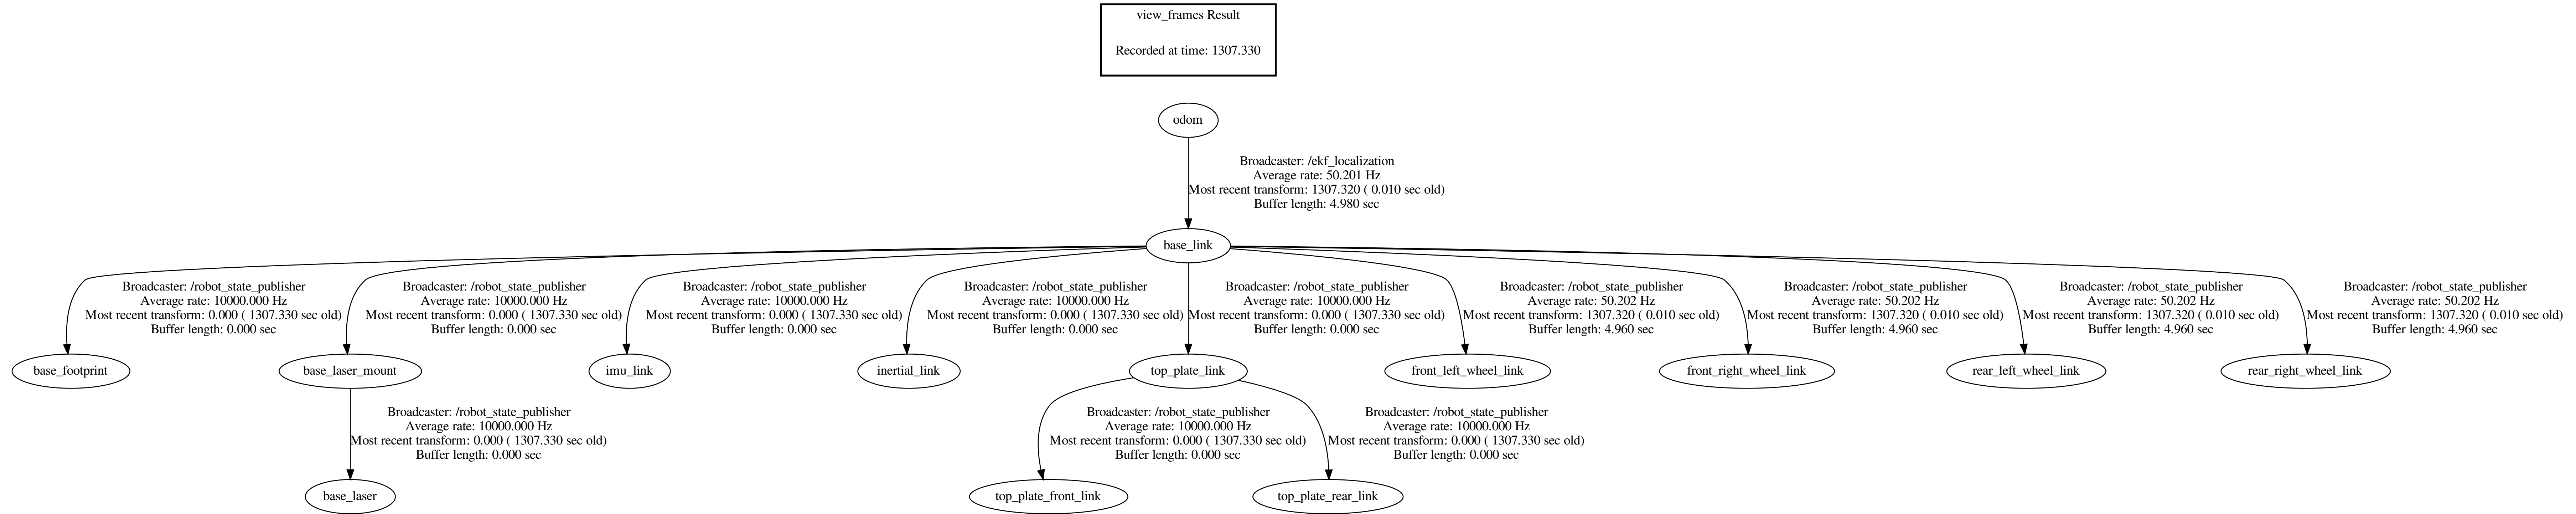 view_frames Result
Recorded at time: 1307.330
odom
Broadcaster: /ekf_localization
Average rate: 50.201 Hz
Most recent transform: 1307.320 ( 0.010 sec old)
Buffer length: 4.980 sec
base_link
Broadcaster: /robot_state_publisher
Average rate: 10000.000 Hz
Most recent transform: 0.000 ( 1307.330 sec old)
Buffer length: 0.000 sec
Broadcaster: /robot_state_publisher
Average rate: 10000.000 Hz
Most recent transform: 0.000 ( 1307.330 sec old)
Buffer length: 0.000 sec
Broadcaster: /robot_state_publisher
Average rate: 10000.000 Hz
Most recent transform: 0.000 ( 1307.330 sec old)
Buffer length: 0.000 sec
Broadcaster: /robot_state_publisher
Average rate: 10000.000 Hz
Most recent transform: 0.000 ( 1307.330 sec old)
Buffer length: 0.000 sec
Broadcaster: /robot_state_publisher
Average rate: 10000.000 Hz
Most recent transform: 0.000 ( 1307.330 sec old)
Buffer length: 0.000 sec
Broadcaster: /robot_state_publisher
Average rate: 50.202 Hz
Most recent transform: 1307.320 ( 0.010 sec old)
Buffer length: 4.960 sec
Broadcaster: /robot_state_publisher
Average rate: 50.202 Hz
Most recent transform: 1307.320 ( 0.010 sec old)
Buffer length: 4.960 sec
Broadcaster: /robot_state_publisher
Average rate: 50.202 Hz
Most recent transform: 1307.320 ( 0.010 sec old)
Buffer length: 4.960 sec
Broadcaster: /robot_state_publisher
Average rate: 50.202 Hz
Most recent transform: 1307.320 ( 0.010 sec old)
Buffer length: 4.960 sec
base_footprint
base_laser_mount
imu_link
inertial_link
top_plate_link
front_left_wheel_link
front_right_wheel_link
rear_left_wheel_link
rear_right_wheel_link
Broadcaster: /robot_state_publisher
Average rate: 10000.000 Hz
Most recent transform: 0.000 ( 1307.330 sec old)
Buffer length: 0.000 sec
Broadcaster: /robot_state_publisher
Average rate: 10000.000 Hz
Most recent transform: 0.000 ( 1307.330 sec old)
Buffer length: 0.000 sec
Broadcaster: /robot_state_publisher
Average rate: 10000.000 Hz
Most recent transform: 0.000 ( 1307.330 sec old)
Buffer length: 0.000 sec
base_laser
top_plate_front_link
top_plate_rear_link